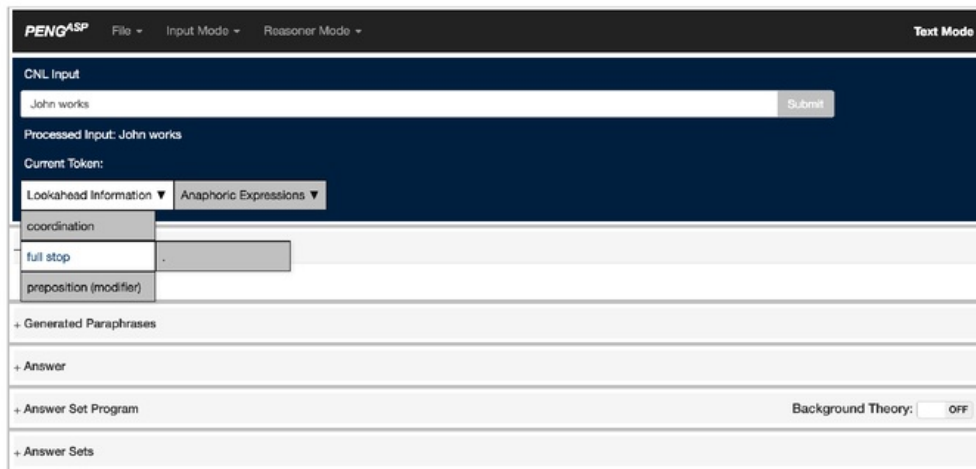 PENG^ASP File Input Mode Reasoner Mode Text Mode
CNL Input
John works Submit
Processed Input: John works
Current Token:
Lookahead Information ▼ Anaphoric Expressions ▼
coordination
full stop .
preposition (modifier)
+ Generated Paraphrases
+ Answer
+ Answer Set Program Background Theory: OFF
+ Answer Sets